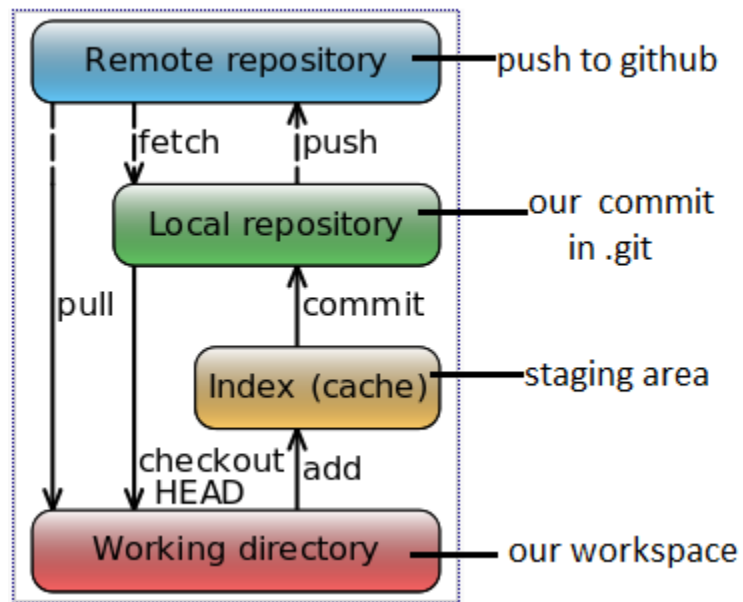 Remote repository
push to github
fetch
push
Local repository
our commit
in .git
pull
commit
Index (cache)
staging area
checkout
HEAD
add
Working directory
our workspace